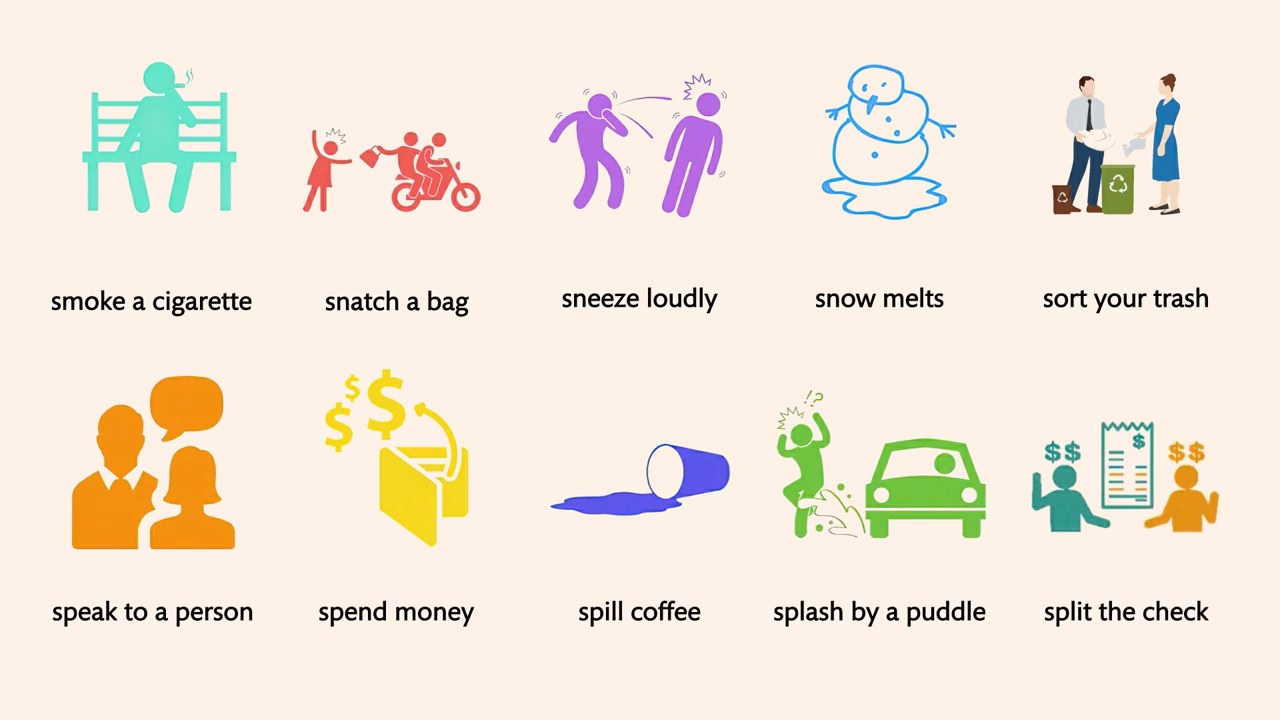 smoke a cigarette
snatch a bag
sneeze loudly
snow melts
sort your trash
$ $ $
!?
$$
$
$$
speak to a person
spend money
spill coffee
splash by a puddle
split the check